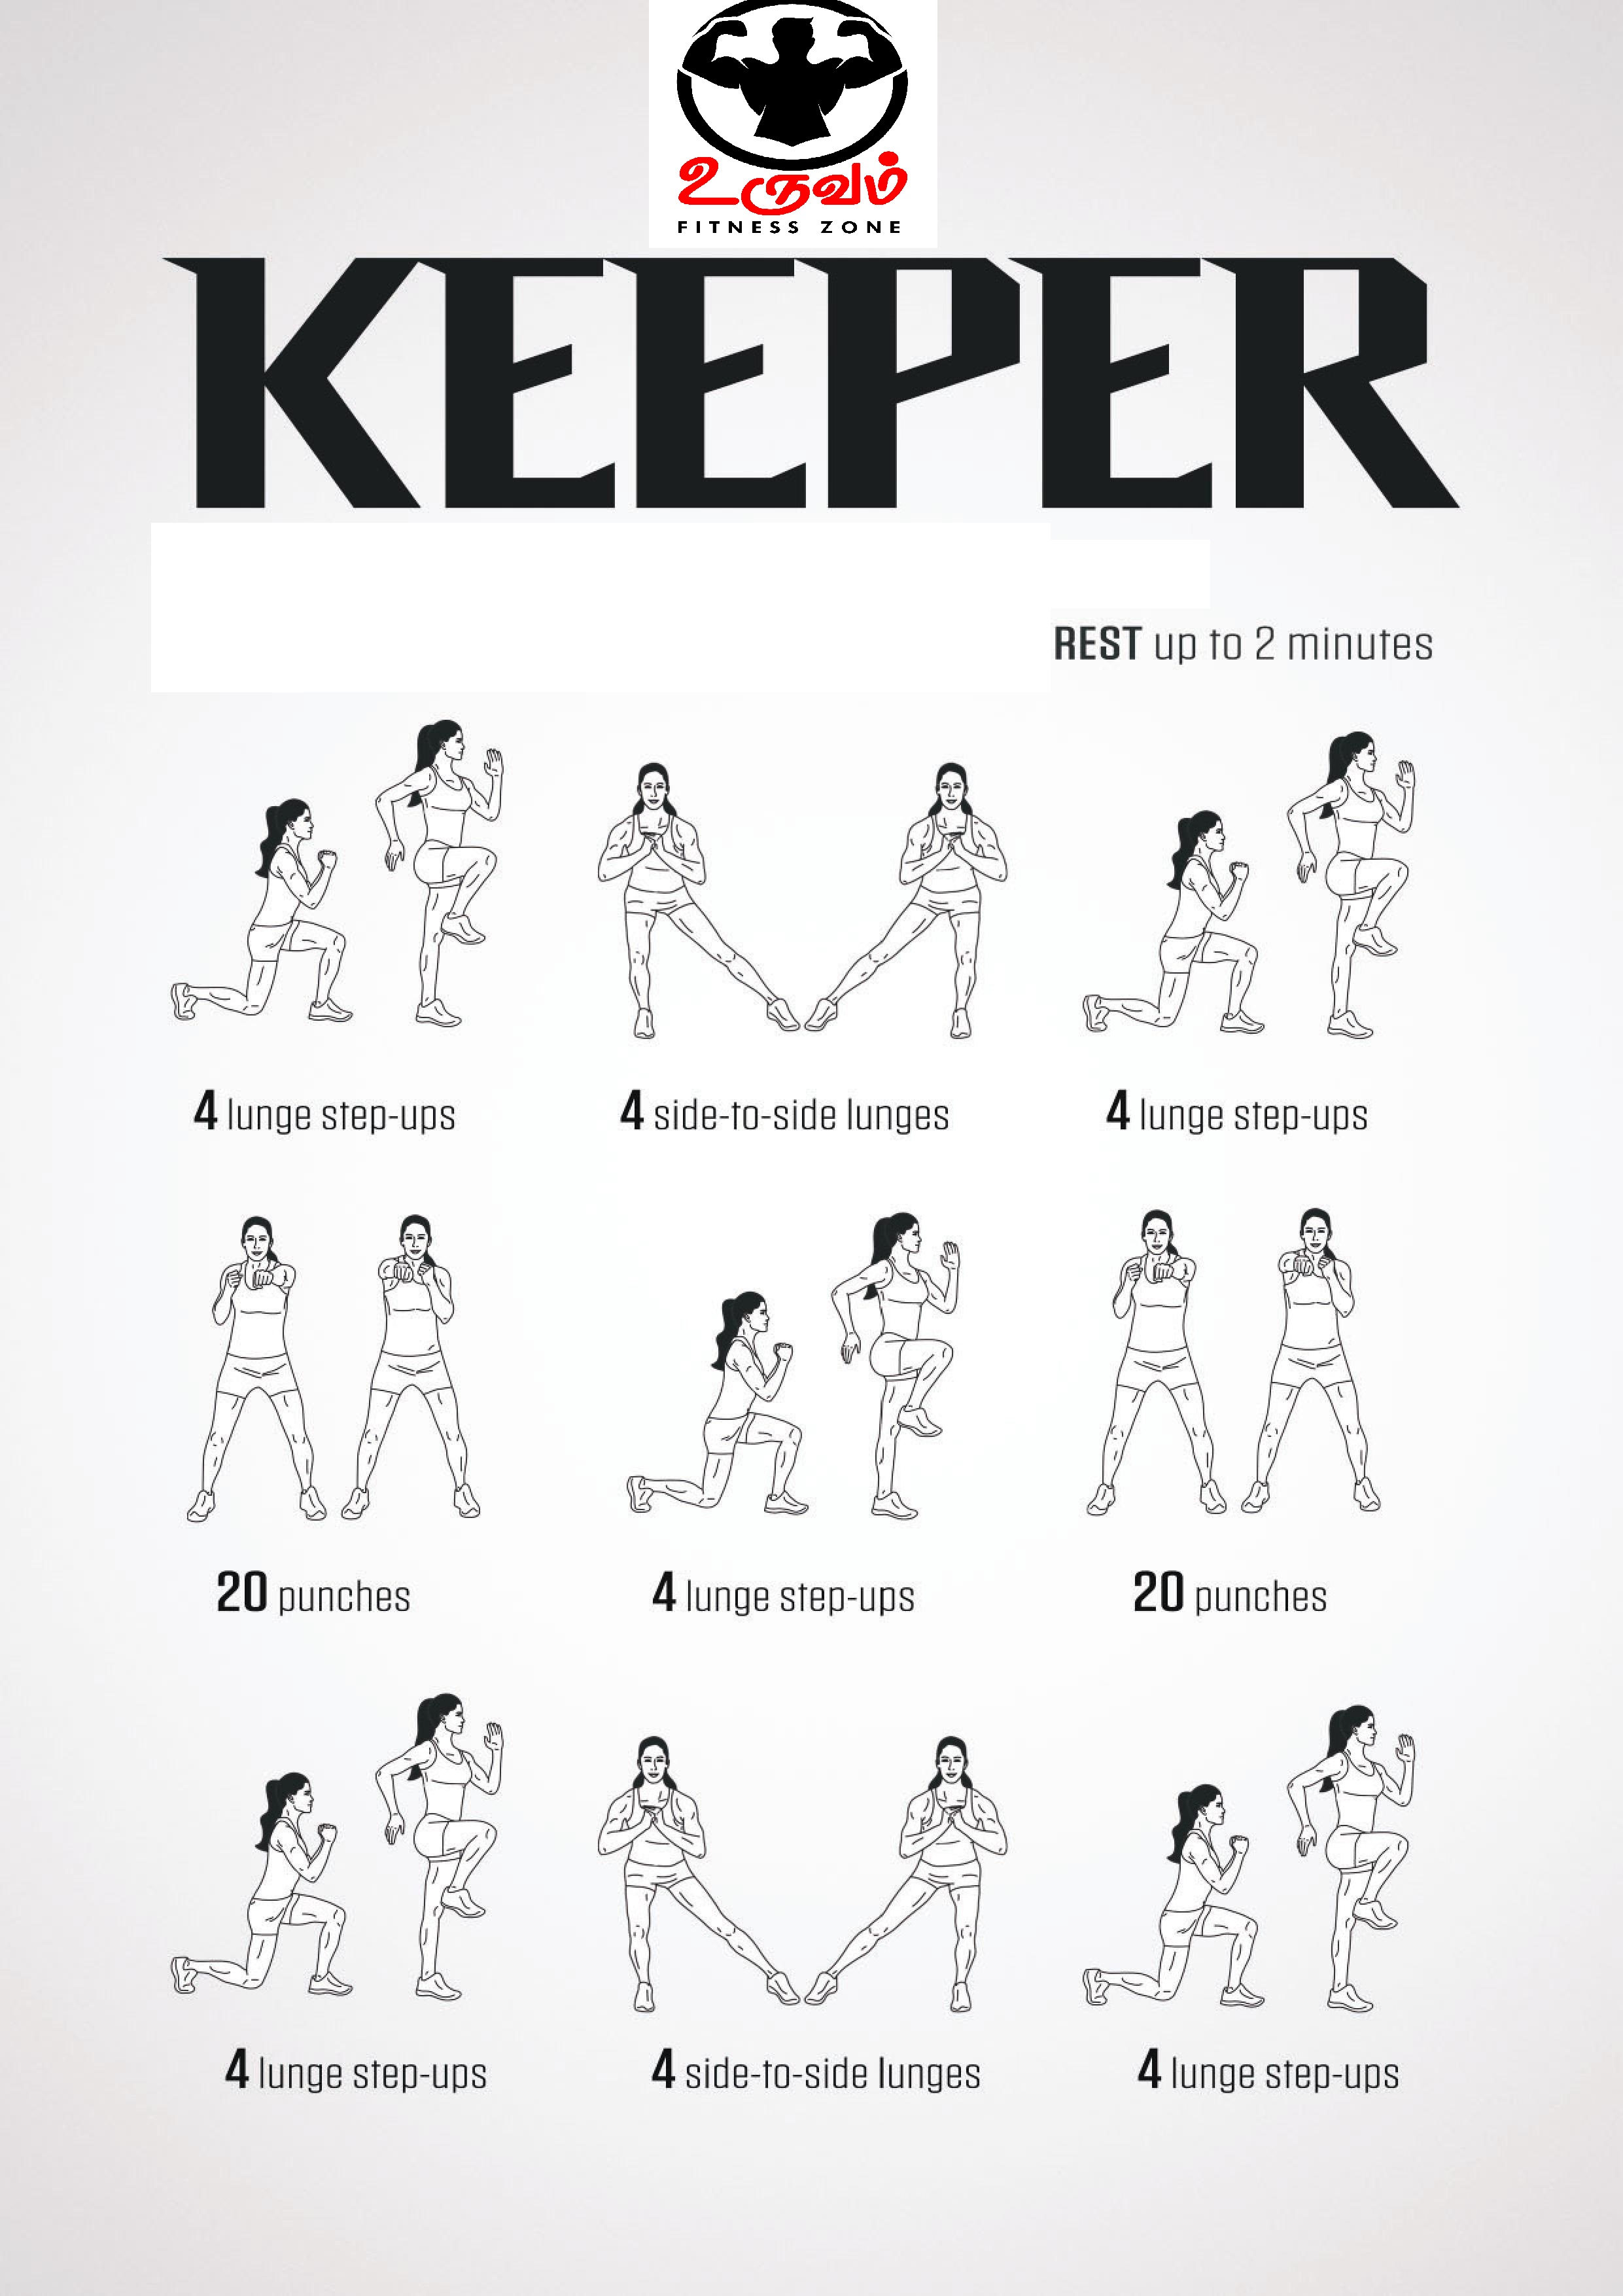 உருவம்
FITNESS ZONE
KEEPER
REST up to 2 minutes
4 lunge step-ups
4 side-to-side lunges
4 lunge step-ups
20 punches
4 lunge step-ups
20 punches
4 lunge step-ups
4 side-to-side lunges
4 lunge step-ups